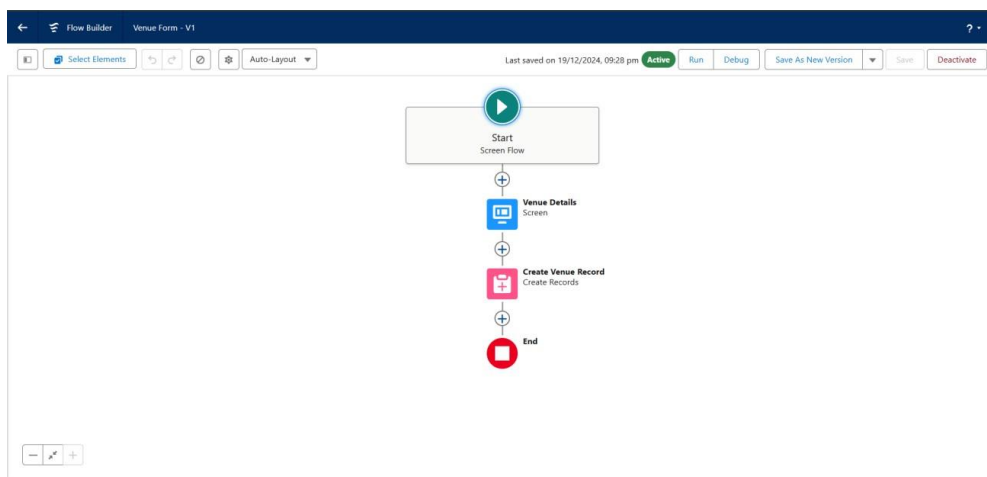 Flow Builder Venue Form - V1 ?
Select Elements Auto-Layout Last saved on 19/12/2024, 09:28 pm Active Run Debug Save As New Version Save Deactivate
Start
Screen Flow
Venue Details
Screen
Create Venue Record
Create Records
End